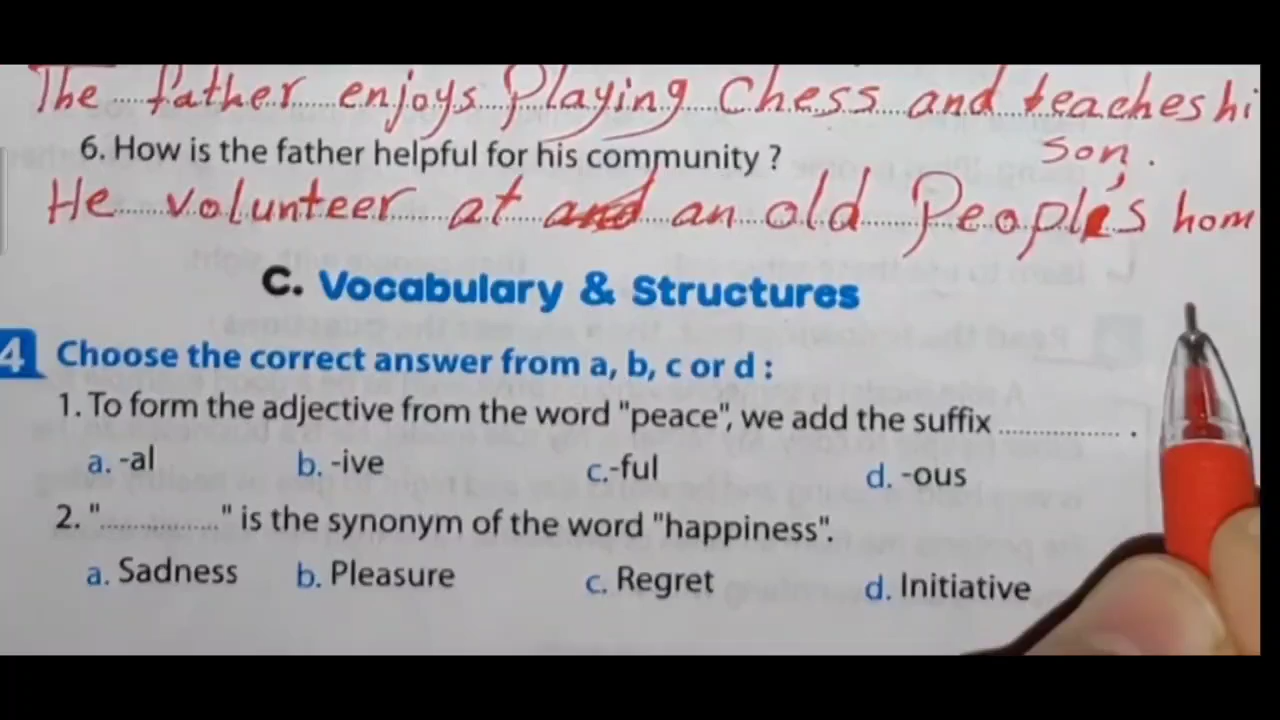 The father enjoys Playing Chess and teaches hi
son.
6. How is the father helpful for his community ?
He volunteer at an old People's hom
C. Vocabulary & Structures
4 Choose the correct answer from a, b, c or d :
1. To form the adjective from the word "peace", we add the suffix .................... .
a. -al b. -ive c.-ful d. -ous
2. "...................." is the synonym of the word "happiness".
a. Sadness b. Pleasure c. Regret d. Initiative